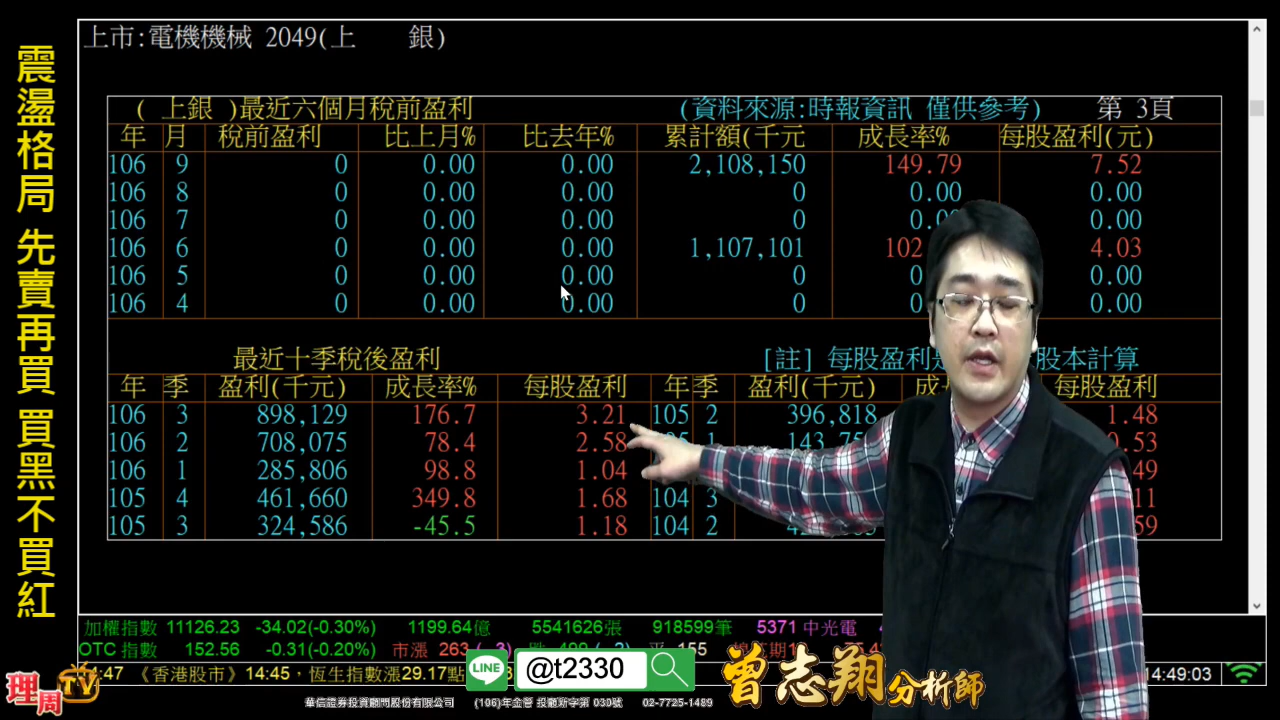 震盪格局 先賣再買 買黑不買紅
上市:電機機械 2049(上 銀)
( 上銀 )最近六個月稅前盈利 (資料來源:時報資訊 僅供參考) 第 3頁
年 月 稅前盈利 比上月% 比去年% 累計額(千元 成長率% 每股盈利(元)
106 9 0 0.00 0.00 2,108,150 149.79 7.52
106 8 0 0.00 0.00 0 0.00 0.00
106 7 0 0.00 0.00 0 0.00 0.00
106 6 0 0.00 0.00 1,107,101 102 4.03
106 5 0 0.00 0.00 0 0.00
106 4 0 0.00 0.00 0 0.00
最近十季稅後盈利 [註] 每股盈利 股本計算
年 季 盈利(千元) 成長率% 每股盈利 年 季 盈利(千元) 成 每股盈利
106 3 898,129 176.7 3.21 105 2 396,818 1.48
106 2 708,075 78.4 2.58 1 143,75 .53
106 1 285,806 98.8 1.04 49
105 4 461,660 349.8 1.68 104 3 11
105 3 324,586 -45.5 1.18 104 2 59
加權指數 11126.23 -34.02(-0.30%) 1199.64億 5541626張 918599筆 5371 中光電
OTC 指數 152.56 -0.31(-0.20%) 市漲 263 155
:47 《香港股市》14:45，恆生指數漲29.17點 14:49:03
理周TV
LINE @t2330
曾志翔分析師
華信證券投資顧問股份有限公司 (106)年金管 投顧新字第 030號 02-7725-1489